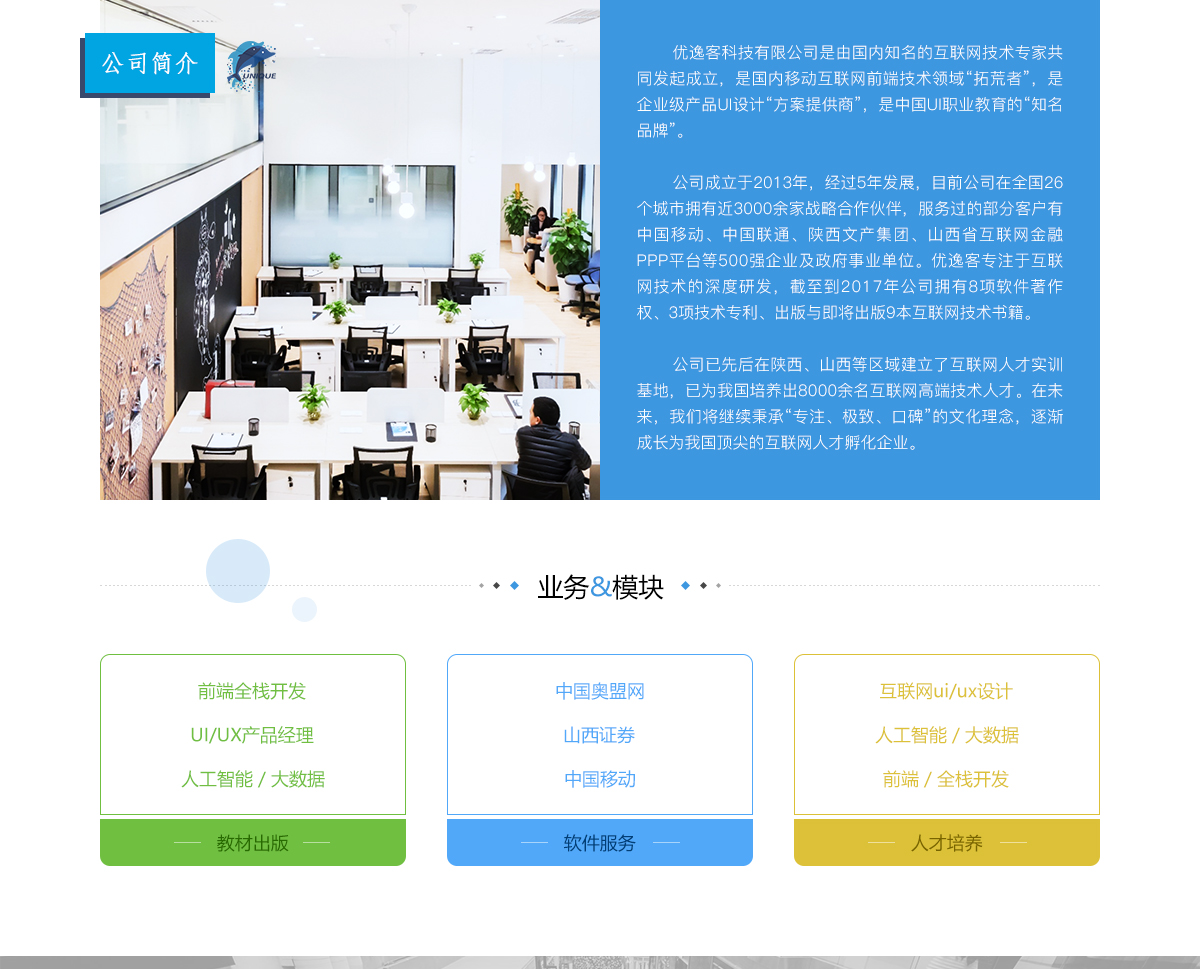 公司简介
UNIQUE
优逸客科技有限公司是由国内知名的互联网技术专家共
同发起成立，是国内移动互联网前端技术领域“拓荒者”，是
企业级产品UI设计“方案提供商”，是中国UI职业教育的“知名
品牌”。
公司成立于2013年，经过5年发展，目前公司在全国26
个城市拥有近3000余家战略合作伙伴，服务过的部分客户有
中国移动、中国联通、陕西文产集团、山西省互联网金融
PPP平台等500强企业及政府事业单位。优逸客专注于互联
网技术的深度研发，截至到2017年公司拥有8项软件著作
权、3项技术专利、出版与即将出版9本互联网技术书籍。
公司已先后在陕西、山西等区域建立了互联网人才实训
基地，已为我国培养出8000余名互联网高端技术人才。在未
来，我们将继续秉承“专注、极致、口碑”的文化理念，逐渐
成长为我国顶尖的互联网人才孵化企业。
业务&模块
前端全栈开发
UI/UX产品经理
人工智能 / 大数据
教材出版
中国奥盟网
山西证券
中国移动
软件服务
互联网ui/ux设计
人工智能 / 大数据
前端 / 全栈开发
人才培养